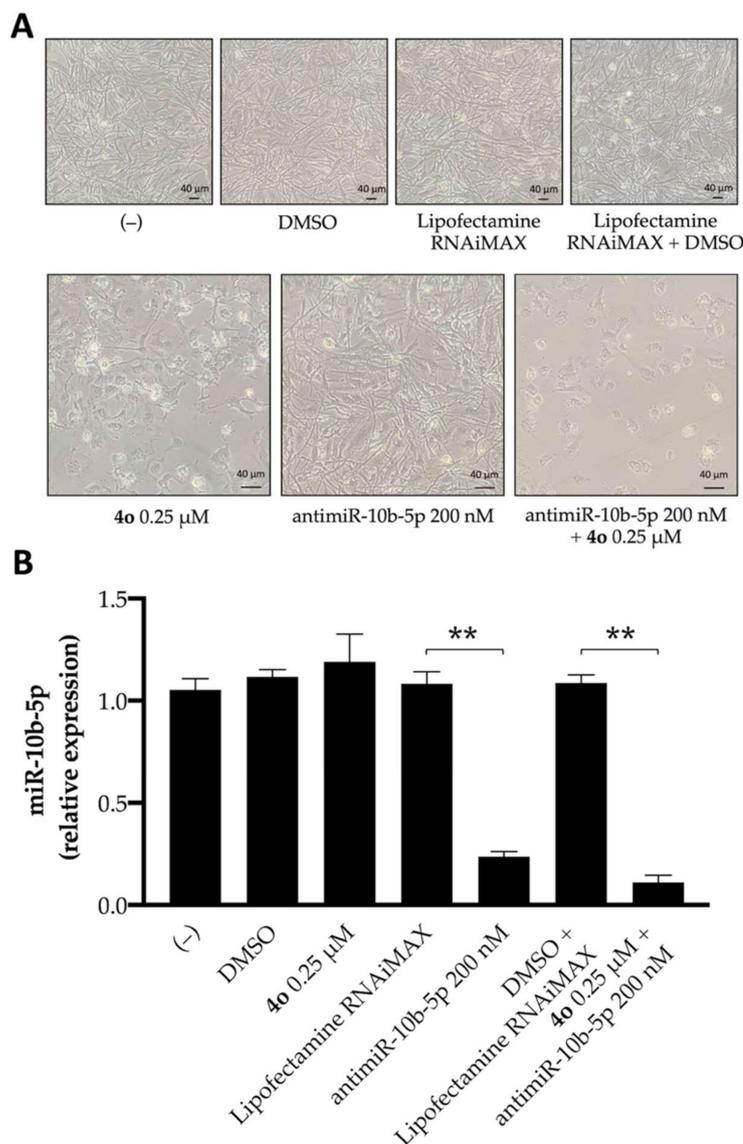 A
40 μm
40 μm
40 μm
40 μm
(–)
DMSO
Lipofectamine
RNAiMAX
Lipofectamine
RNAiMAX + DMSO
40 μm
40 μm
40 μm
4o 0.25 μM
antimiR-10b-5p 200 nM
antimiR-10b-5p 200 nM
+ 4o 0.25 μM
B
miR-10b-5p
(relative expression)
1.5
1.0
0.5
0.0
**
**
(–)
DMSO
4o 0.25 μM
Lipofectamine RNAiMAX
antimiR-10b-5p 200 nM
DMSO +
Lipofectamine RNAiMAX
4o 0.25 μM +
antimiR-10b-5p 200 nM